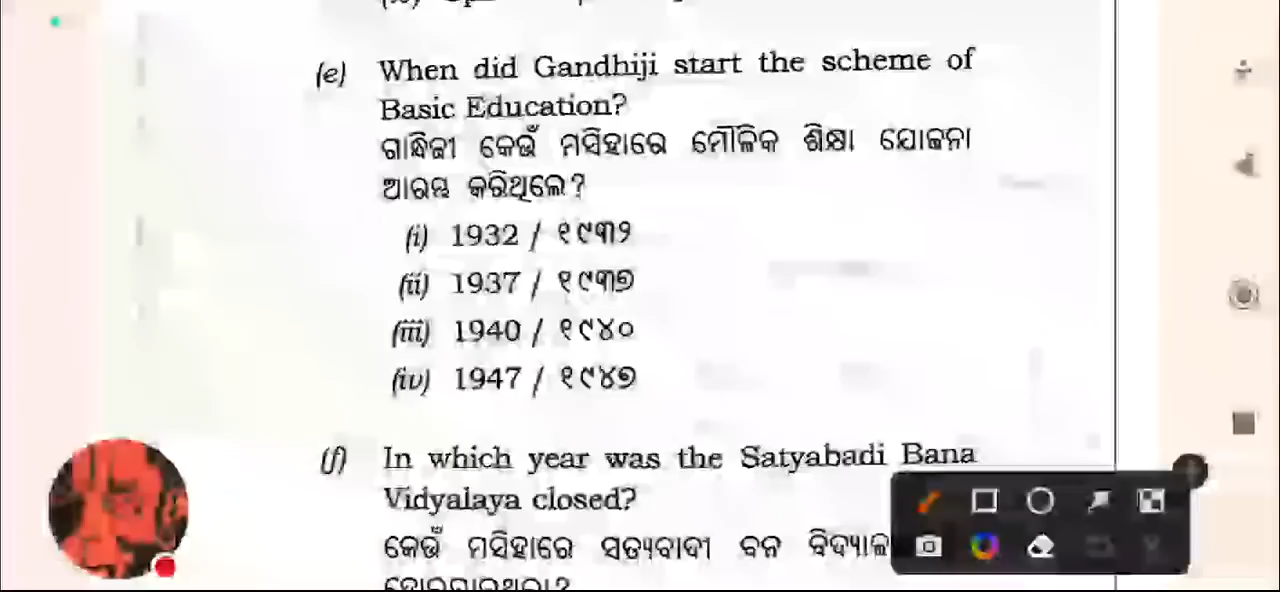 (e) When did Gandhiji start the scheme of
Basic Education?
ଗାନ୍ଧିଜୀ କେଉଁ ମସିହାରେ ମୌଳିକ ଶିକ୍ଷା ଯୋଜନା
ଆରମ୍ଭ କରିଥିଲେ?
(i) 1932 / ୧୯୩୨
(ii) 1937 / ୧୯୩୭
(iii) 1940 / ୧୯୪୦
(iv) 1947 / ୧୯୪୭
(f) In which year was the Satyabadi Bana
Vidyalaya closed?
କେଉଁ ମସିହାରେ ସତ୍ୟବାଦୀ ବନ